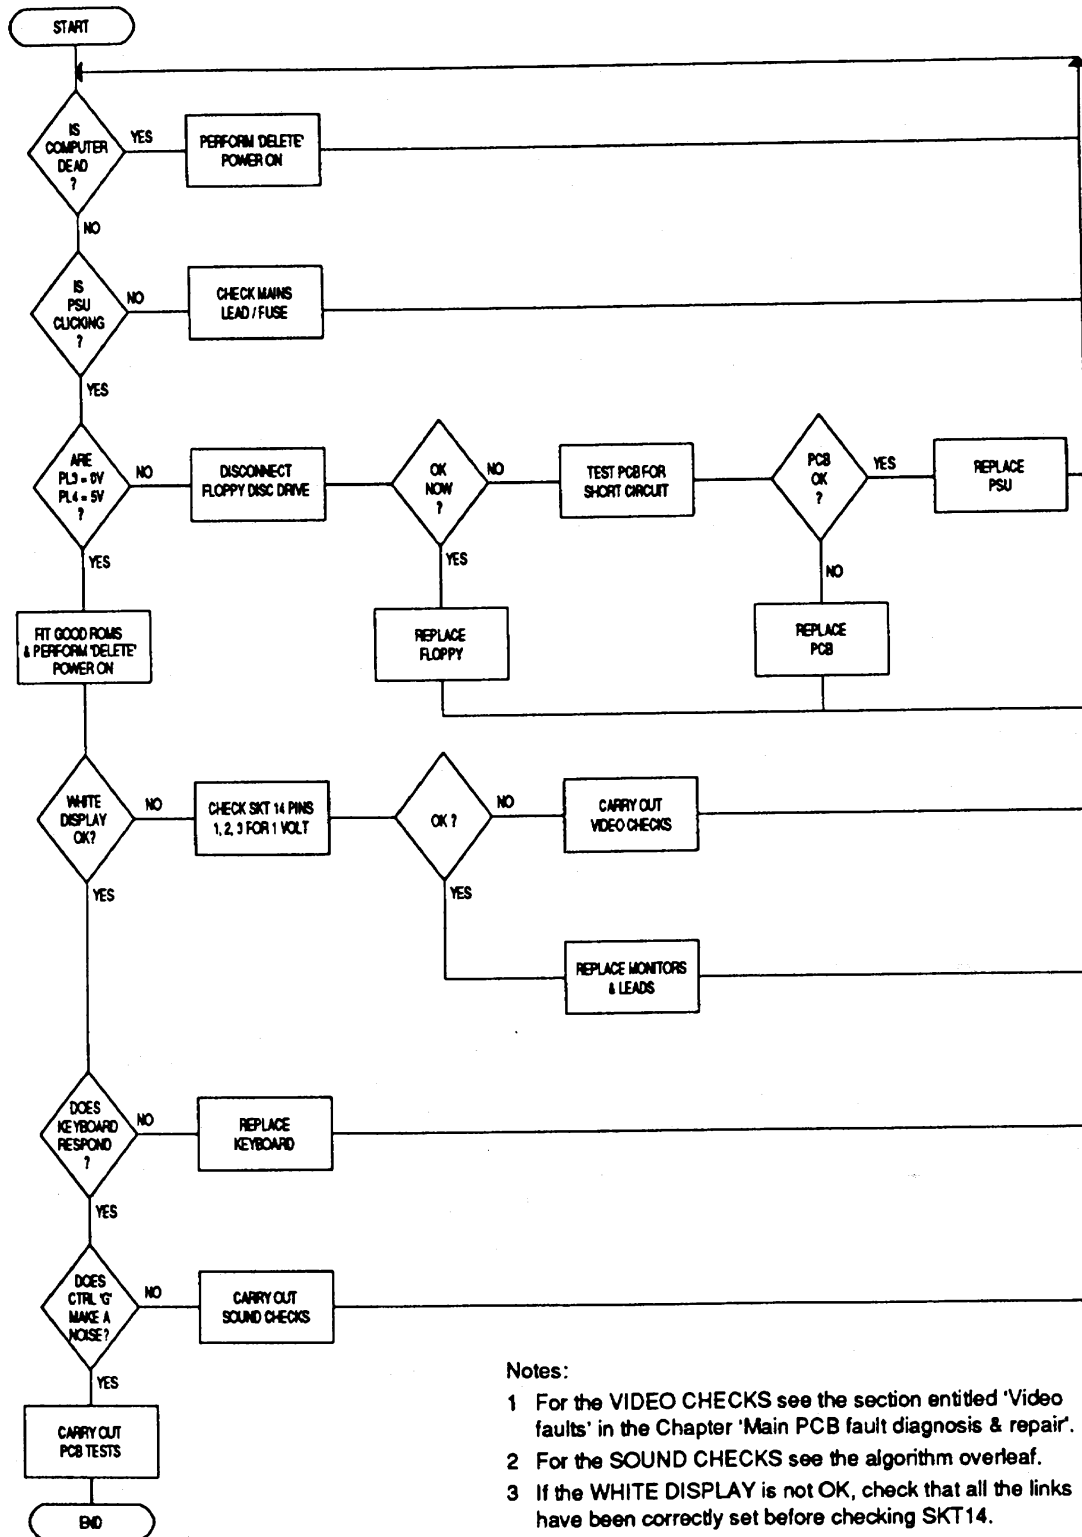 START
IS
COMPUTER
DEAD
?
YES
PERFORM 'DELETE'
POWER ON
NO
IS
PSU
CLICKING
?
NO
CHECK MAINS
LEAD / FUSE
YES
ARE
PL3 = 0V
PL4 = 5V
?
NO
DISCONNECT
FLOPPY DISC DRIVE
OK
NOW
?
NO
TEST PCB FOR
SHORT CIRCUIT
PCB
OK
?
YES
REPLACE
PSU
YES
YES
NO
FIT GOOD ROMS
& PERFORM 'DELETE'
POWER ON
REPLACE
FLOPPY
REPLACE
PCB
WHITE
DISPLAY
OK?
NO
CHECK SKT 14 PINS
1, 2, 3 FOR 1 VOLT
OK ?
NO
CARRY OUT
VIDEO CHECKS
YES
YES
REPLACE MONITORS
& LEADS
DOES
KEYBOARD
RESPOND
?
NO
REPLACE
KEYBOARD
YES
DOES
CTRL 'G'
MAKE A
NOISE?
NO
CARRY OUT
SOUND CHECKS
YES
CARRY OUT
PCB TESTS
END
Notes:
1 For the VIDEO CHECKS see the section entitled 'Video
faults' in the Chapter 'Main PCB fault diagnosis & repair'.
2 For the SOUND CHECKS see the algorithm overleaf.
3 If the WHITE DISPLAY is not OK, check that all the links
have been correctly set before checking SKT14.